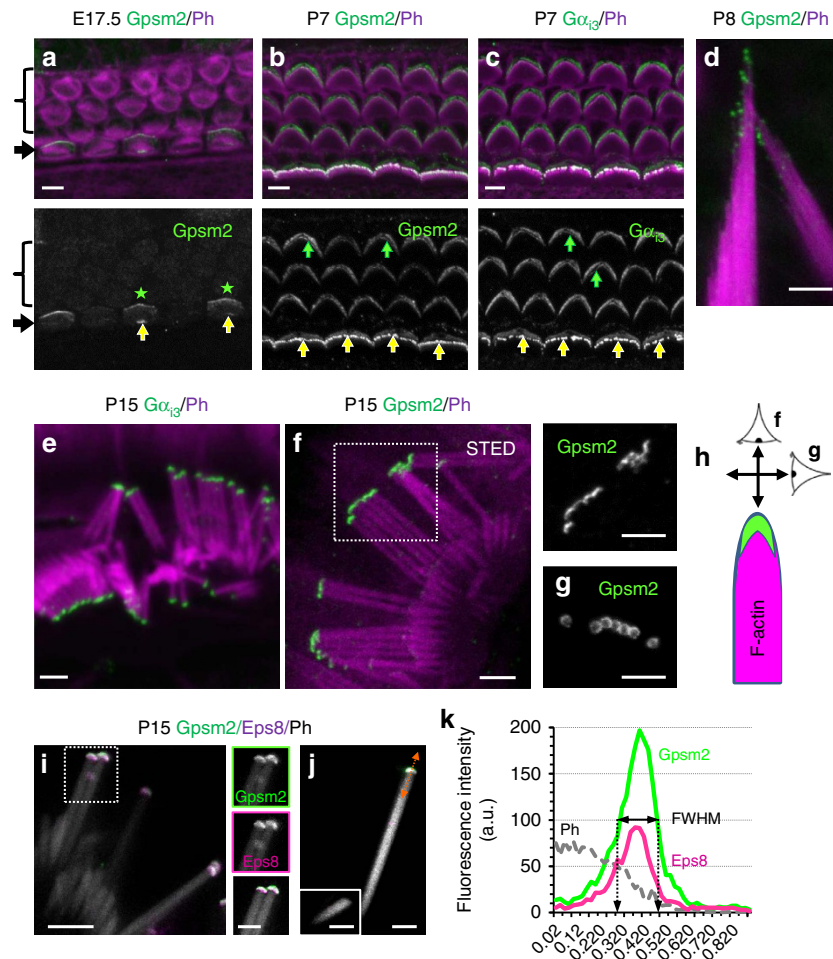 E17.5 Gpsm2/Ph
P7 Gpsm2/Ph
P7 Gαi3/Ph
P8 Gpsm2/Ph
a
b
c
d
Gpsm2
Gpsm2
Gαi3
P15 Gαi3/Ph
P15 Gpsm2/Ph
e
f
STED
Gpsm2
g
Gpsm2
h
f
g
F-actin
P15 Gpsm2/Eps8/Ph
i
Gpsm2
Eps8
j
k
Fluorescence intensity
(a.u.)
200
150
100
50
0
Gpsm2
FWHM
Ph
Eps8
0.02
0.12
0.220
0.320
0.420
0.520
0.620
0.720
0.820